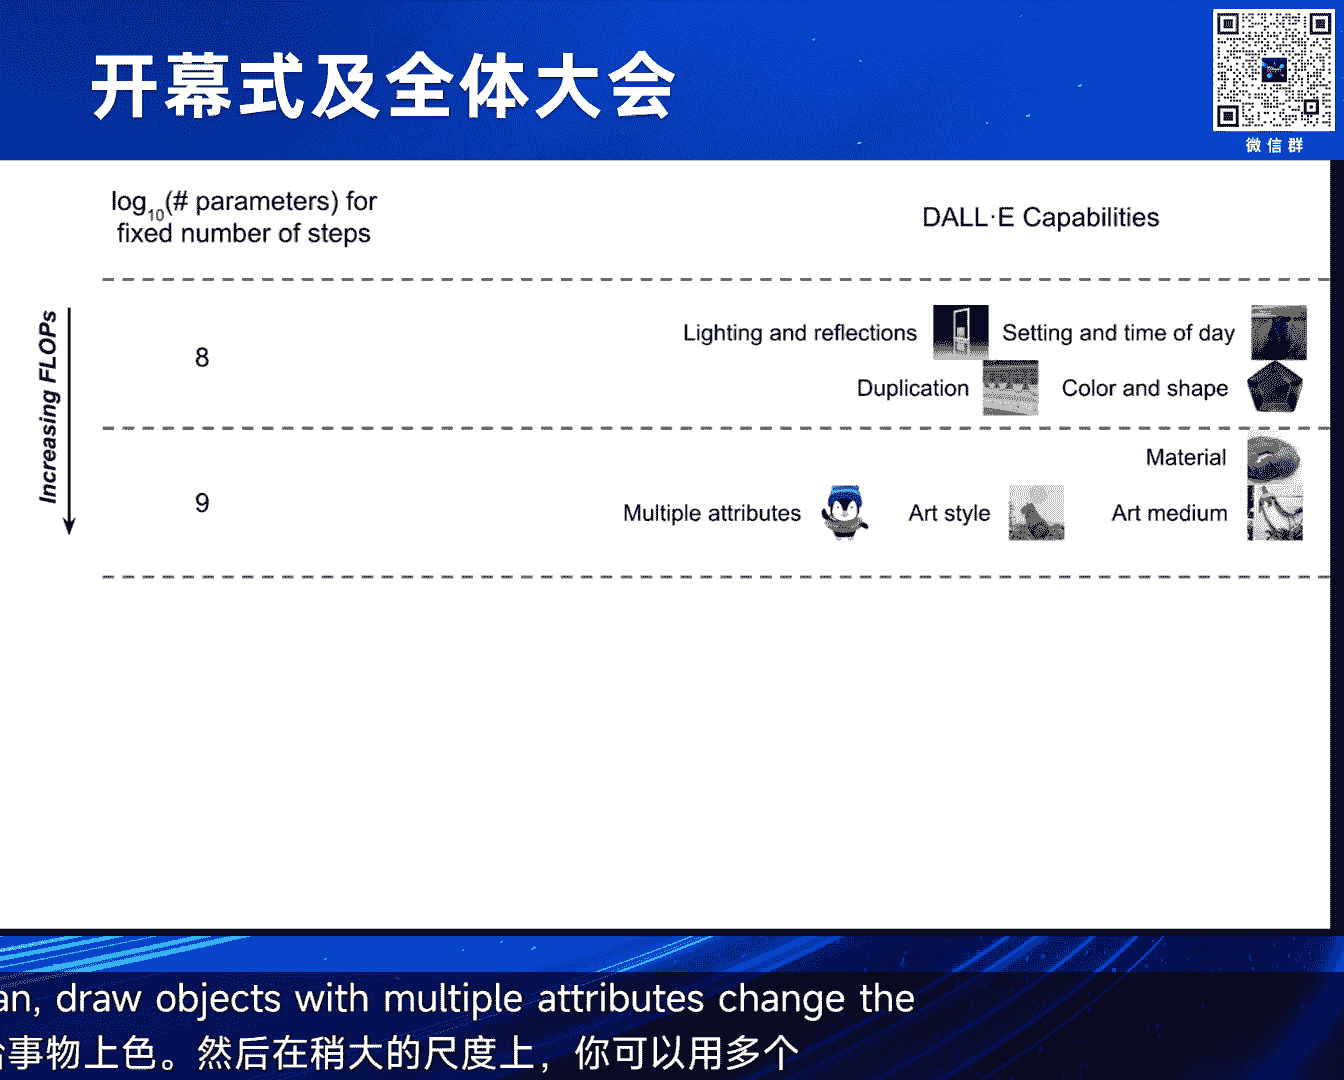 开幕式及全体大会
微信群
log10(# parameters) for
fixed number of steps
DALL·E Capabilities
Increasing FLOPs
8
Lighting and reflections
Setting and time of day
Duplication
Color and shape
9
Material
Multiple attributes
Art style
Art medium
an, draw objects with multiple attributes change the
事物上色。然后在稍大的尺度上，你可以用多个